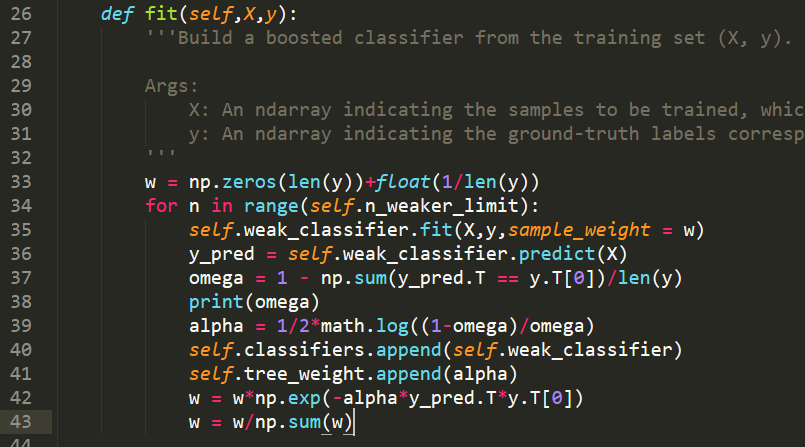 26 def fit(self,X,y):
27 '''Build a boosted classifier from the training set (X, y).
28
29 Args:
30 X: An ndarray indicating the samples to be trained, whic
31 y: An ndarray indicating the ground-truth labels corresp
32 '''
33 w = np.zeros(len(y))+float(1/len(y))
34 for n in range(self.n_weaker_limit):
35 self.weak_classifier.fit(X,y,sample_weight = w)
36 y_pred = self.weak_classifier.predict(X)
37 omega = 1 - np.sum(y_pred.T == y.T[0])/len(y)
38 print(omega)
39 alpha = 1/2*math.log((1-omega)/omega)
40 self.classifiers.append(self.weak_classifier)
41 self.tree_weight.append(alpha)
42 w = w*np.exp(-alpha*y_pred.T*y.T[0])
43 w = w/np.sum(w)
44